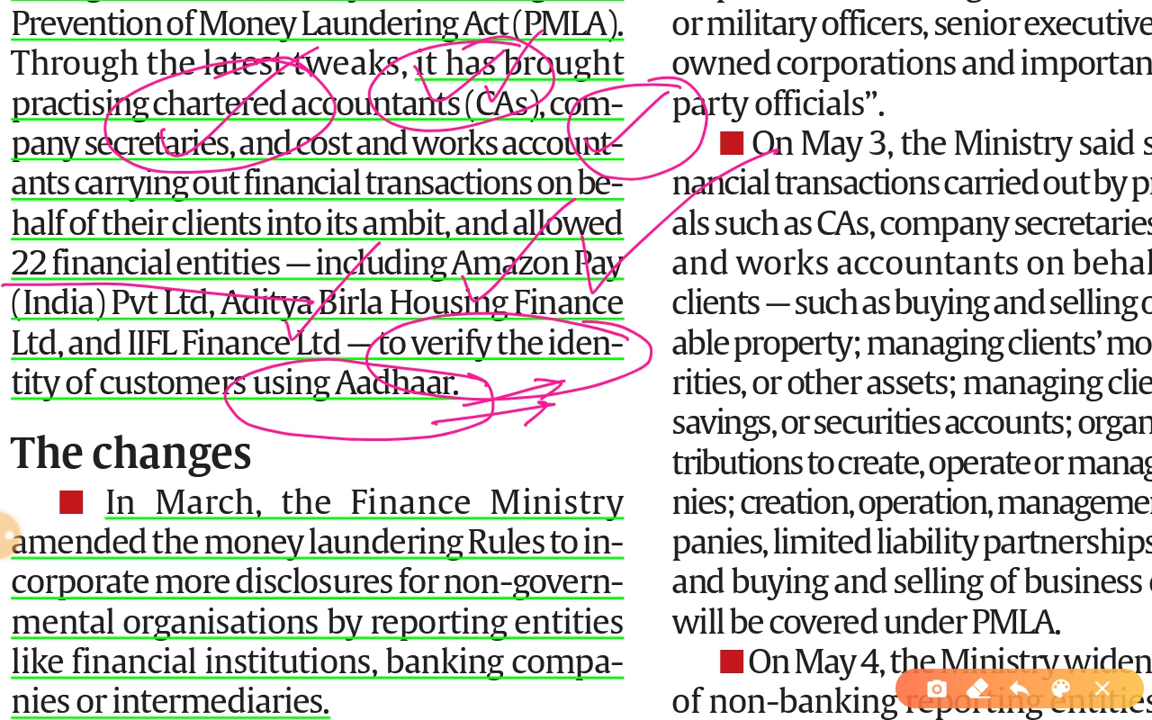 Prevention of Money Laundering Act (PMLA).
Through the latest tweaks, it has brought
practising chartered accountants (CAs), com-
pany secretaries, and cost and works account-
ants carrying out financial transactions on be-
half of their clients into its ambit, and allowed
22 financial entities — including Amazon Pay
(India) Pvt Ltd, Aditya Birla Housing Finance
Ltd, and IIFL Finance Ltd — to verify the iden-
tity of customers using Aadhaar.
The changes
In March, the Finance Ministry
amended the money laundering Rules to in-
corporate more disclosures for non-govern-
mental organisations by reporting entities
like financial institutions, banking compa-
nies or intermediaries.
or military officers, senior executive
owned corporations and importan
party officials”.
On May 3, the Ministry said s
nancial transactions carried out by pr
als such as CAs, company secretaries
and works accountants on behal
clients — such as buying and selling o
able property; managing clients’ mo
rities, or other assets; managing clie
savings, or securities accounts; organ
tributions to create, operate or manag
nies; creation, operation, managemen
panies, limited liability partnerships
and buying and selling of business e
will be covered under PMLA.
On May 4, the Ministry widen
of non-banking reporting entities